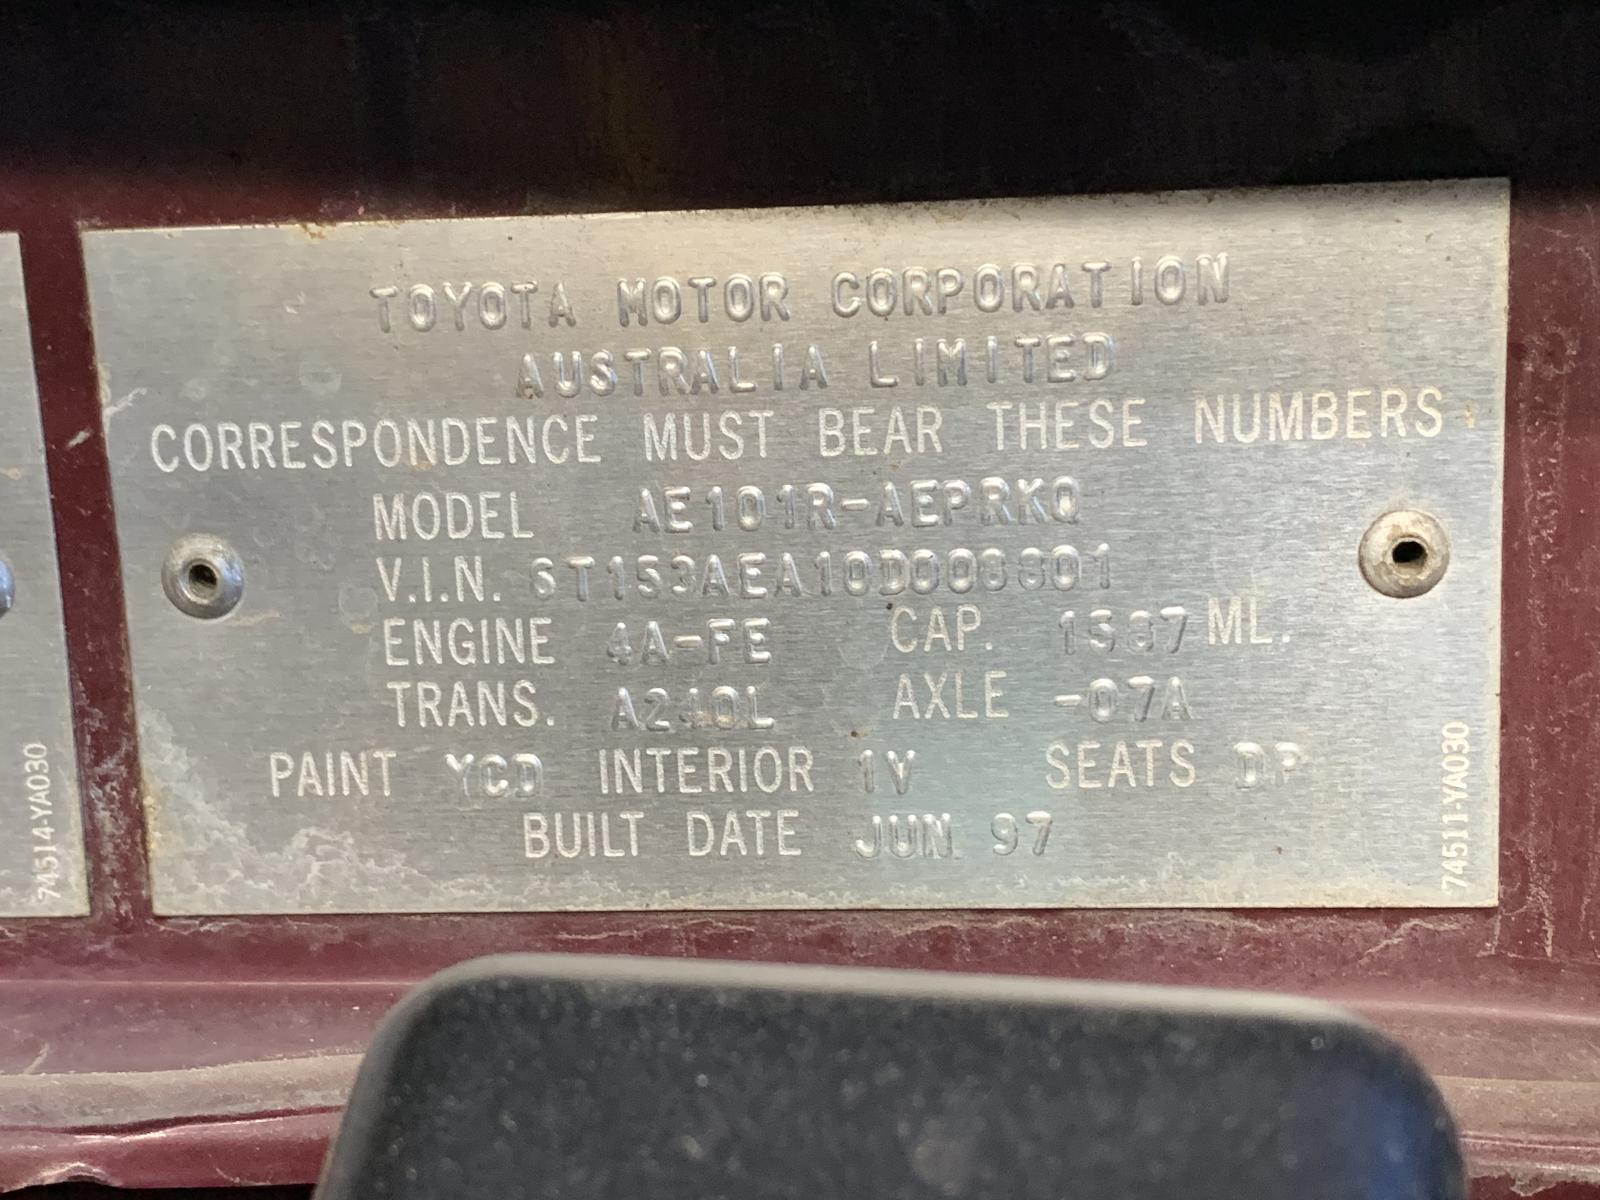 TOYOTA MOTOR CORPORATION
AUSTRALIA LIMITED
CORRESPONDENCE MUST BEAR THESE NUMBERS
MODEL AE101R-AEPRKQ
V.I.N.
ENGINE 4A-FE CAP. 1587 ML.
TRANS. A240L AXLE -07A
PAINT YCD INTERIOR 1V SEATS DP
BUILT DATE JUN 97
74511-YA030
74514-YA030